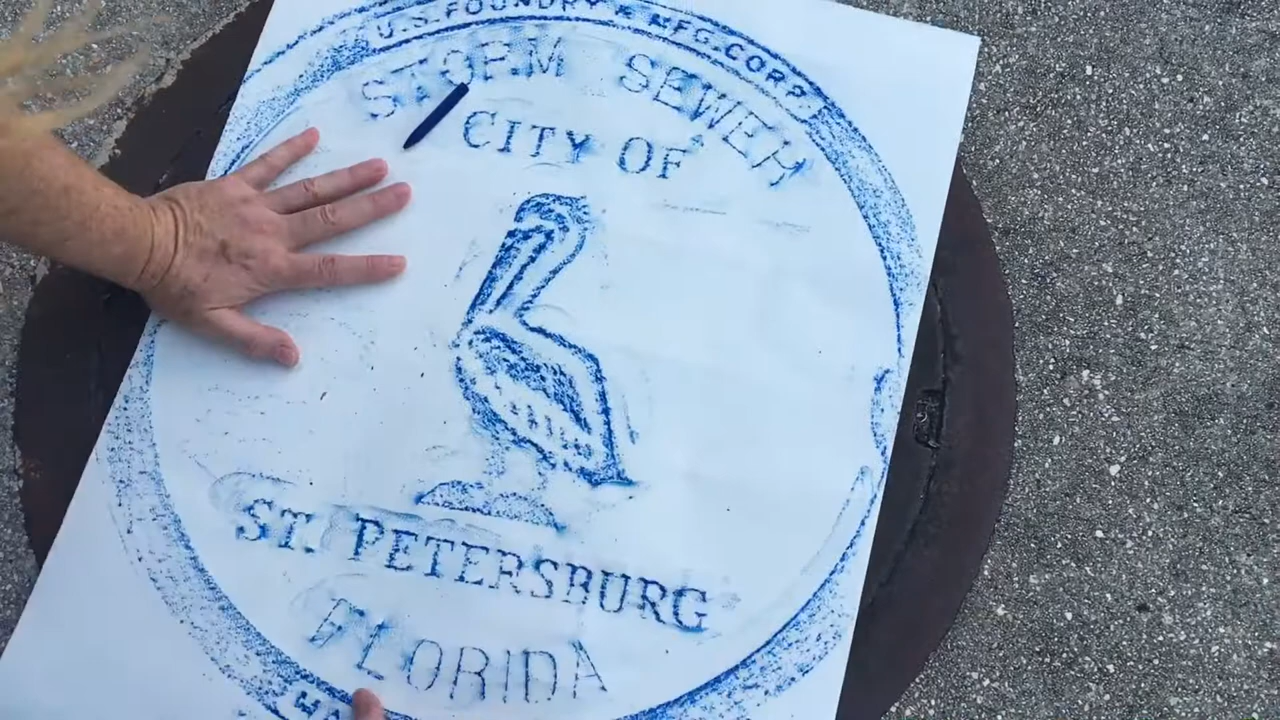 U.S. FOUNDRY & MFG. CORP.
STORM SEWER
CITY OF
ST. PETERSBURG
FLORIDA